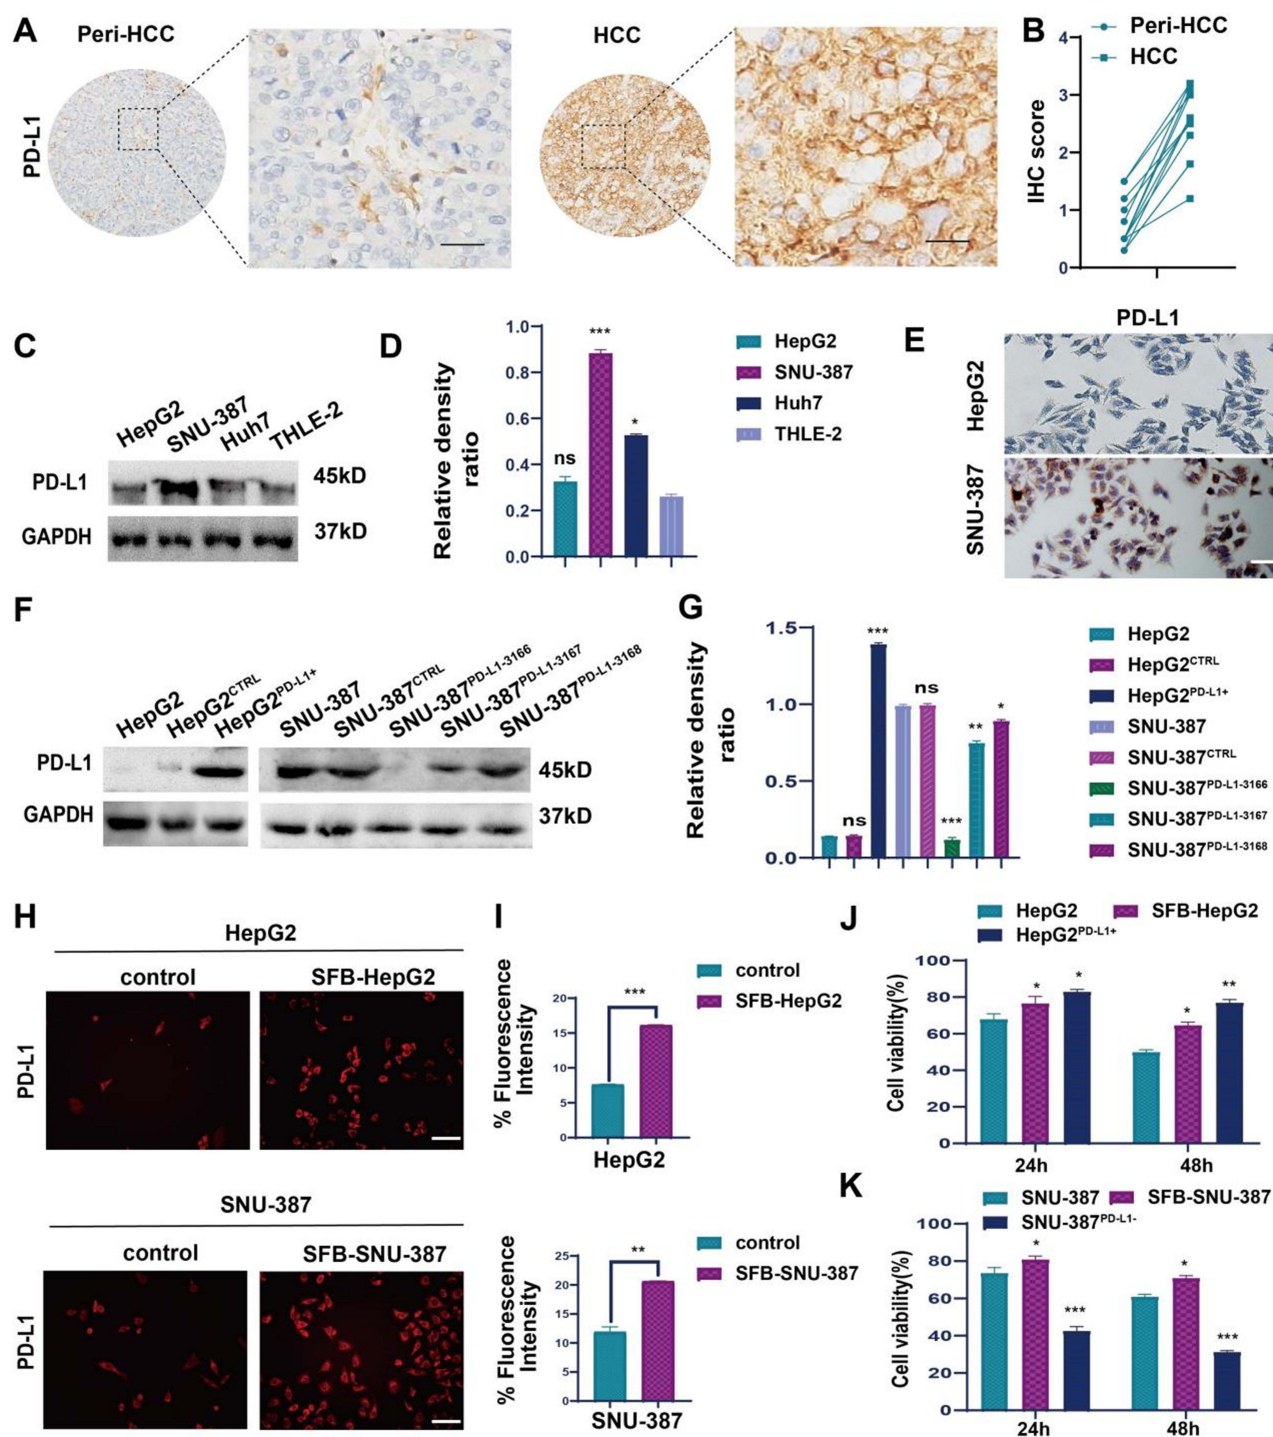 A
Peri-HCC
HCC
PD-L1
B
Peri-HCC
HCC
IHC score
4
3
2
1
0
C
HepG2
SNU-387
Huh7
THLE-2
PD-L1
45kD
GAPDH
37kD
D
Relative density ratio
1.0
0.8
0.6
0.4
0.2
0.0
ns
***
*
HepG2
SNU-387
Huh7
THLE-2
E
PD-L1
HepG2
SNU-387
F
HepG2
HepG2CTRL
HepG2PD-L1+
SNU-387
SNU-387CTRL
SNU-387PD-L1-3166
SNU-387PD-L1-3167
SNU-387PD-L1-3168
PD-L1
45kD
GAPDH
37kD
G
Relative density ratio
1.5
1.0
0.5
0.0
ns
***
ns
***
**
*
HepG2
HepG2CTRL
HepG2PD-L1+
SNU-387
SNU-387CTRL
SNU-387PD-L1-3166
SNU-387PD-L1-3167
SNU-387PD-L1-3168
H
HepG2
control
SFB-HepG2
PD-L1
SNU-387
control
SFB-SNU-387
PD-L1
I
% Fluorescence Intensity
20
15
10
5
0
***
HepG2
control
SFB-HepG2
% Fluorescence Intensity
25
20
15
10
5
0
**
SNU-387
control
SFB-SNU-387
J
HepG2
SFB-HepG2
HepG2PD-L1+
Cell viability(%)
100
80
60
40
20
0
*
*
*
**
24h
48h
K
SNU-387
SFB-SNU-387
SNU-387PD-L1-
Cell viability(%)
100
80
60
40
20
0
*
***
*
***
24h
48h